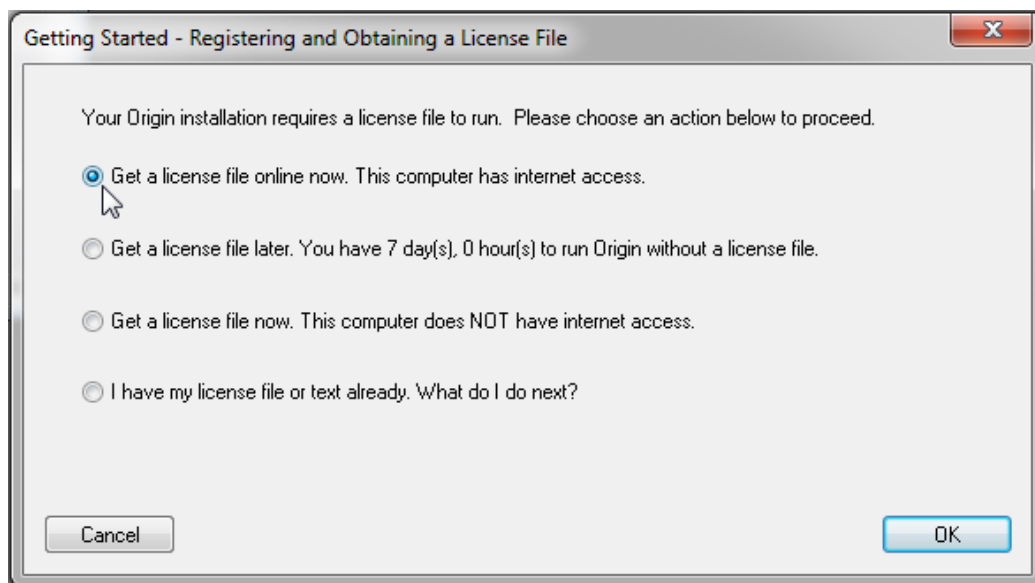 Getting Started - Registering and Obtaining a License File
Your Origin installation requires a license file to run. Please choose an action below to proceed.
Get a license file online now. This computer has internet access.
Get a license file later. You have 7 day(s), 0 hour(s) to run Origin without a license file.
Get a license file now. This computer does NOT have internet access.
I have my license file or text already. What do I do next?
Cancel
OK